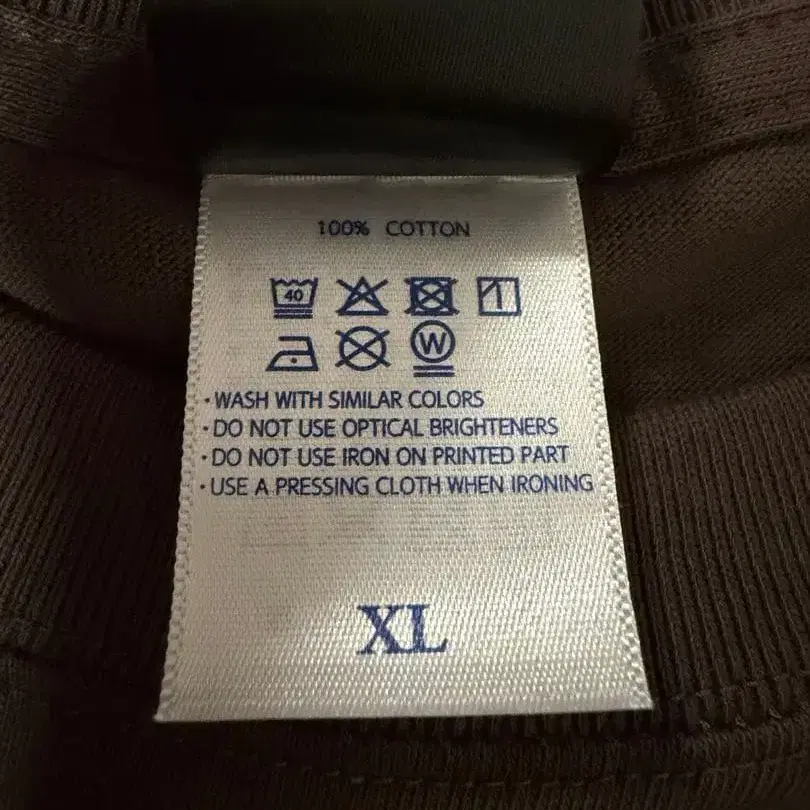 100% COTTON
40
W
· WASH WITH SIMILAR COLORS
· DO NOT USE OPTICAL BRIGHTENERS
· DO NOT USE IRON ON PRINTED PART
· USE A PRESSING CLOTH WHEN IRONING
XL